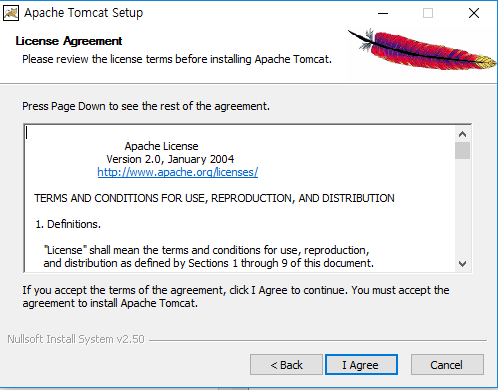 Apache Tomcat Setup
License Agreement
Please review the license terms before installing Apache Tomcat.
Press Page Down to see the rest of the agreement.
Apache License
Version 2.0, January 2004
http://www.apache.org/licenses/
TERMS AND CONDITIONS FOR USE, REPRODUCTION, AND DISTRIBUTION
1. Definitions.
"License" shall mean the terms and conditions for use, reproduction,
and distribution as defined by Sections 1 through 9 of this document.
If you accept the terms of the agreement, click I Agree to continue. You must accept the
agreement to install Apache Tomcat.
Nullsoft Install System v2.50
< Back
I Agree
Cancel